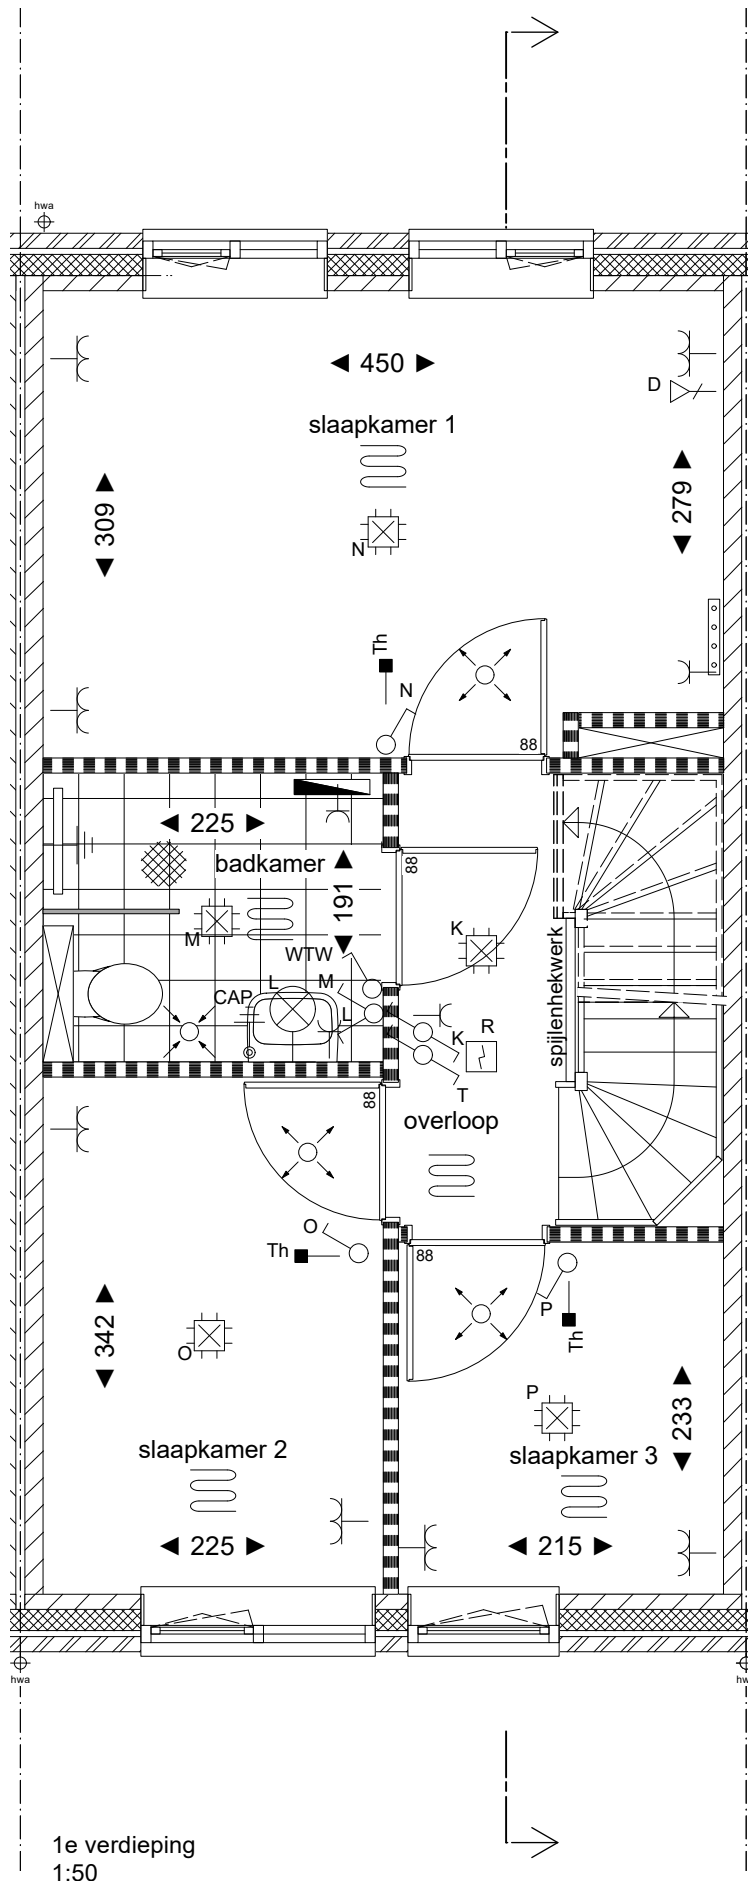 hwa
450
D
slaapkamer 1
309
279
N
Th
N
88
225
badkamer
88
191
K
M
WTW
spijlenhekwerk
L
M
CAP
L
K
R
T
88
overloop
O
Th
88
P
Th
342
O
P
233
slaapkamer 2
slaapkamer 3
225
215
hwa
hw
1e verdieping
1:50